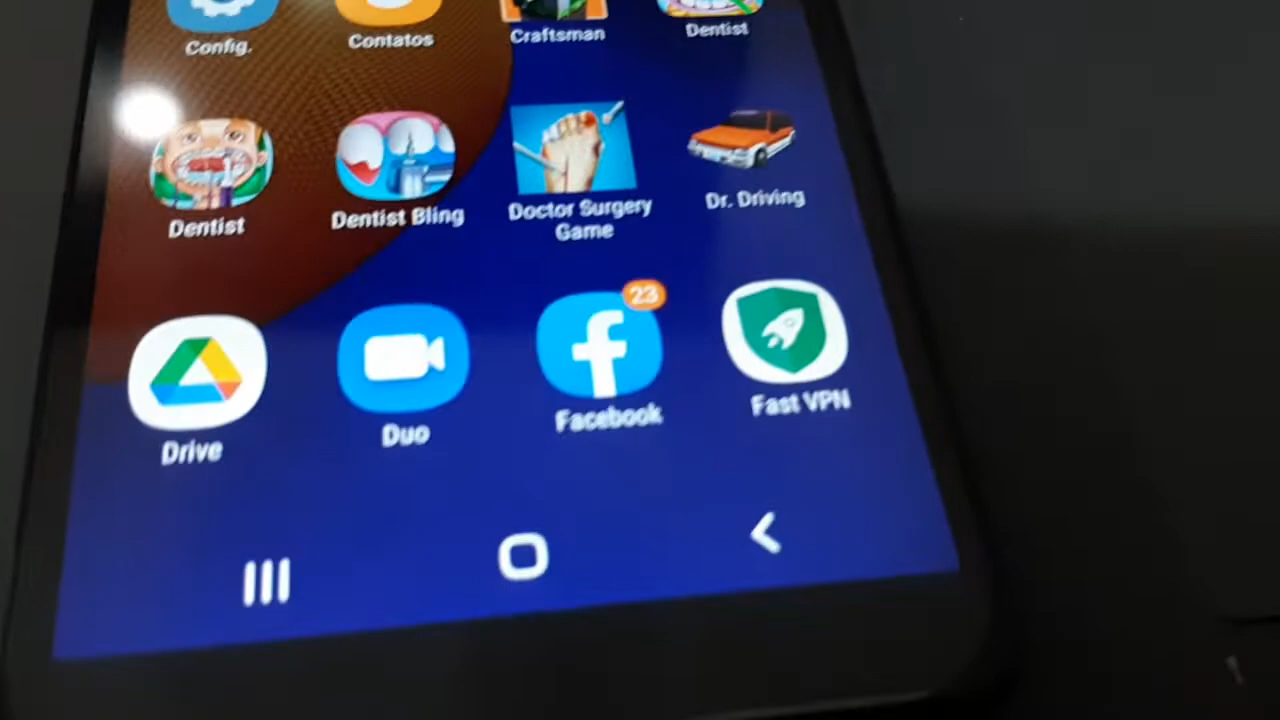 Config.
Contatos
Craftsman
Dentist
Dentist
Dentist Bling
Doctor Surgery
Game
Dr. Driving
23
Drive
Duo
Facebook
Fast VPN